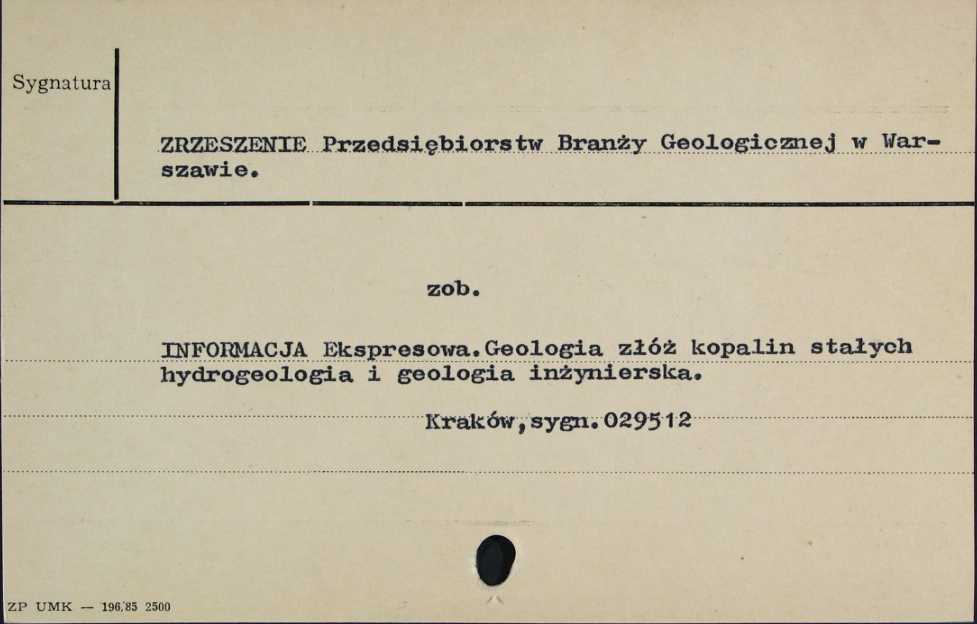 Sygnatura
ZRZESZENIE Przedsiębiorstw Branży Geologicznej w War-
szawie.
zob.
INFORMACJA Ekspresowa.Geologia złóż kopalin stałych
hydrogeologia i geologia inżynierska.
Kraków,sygn.029512
ZP UMK — 196/85 2500